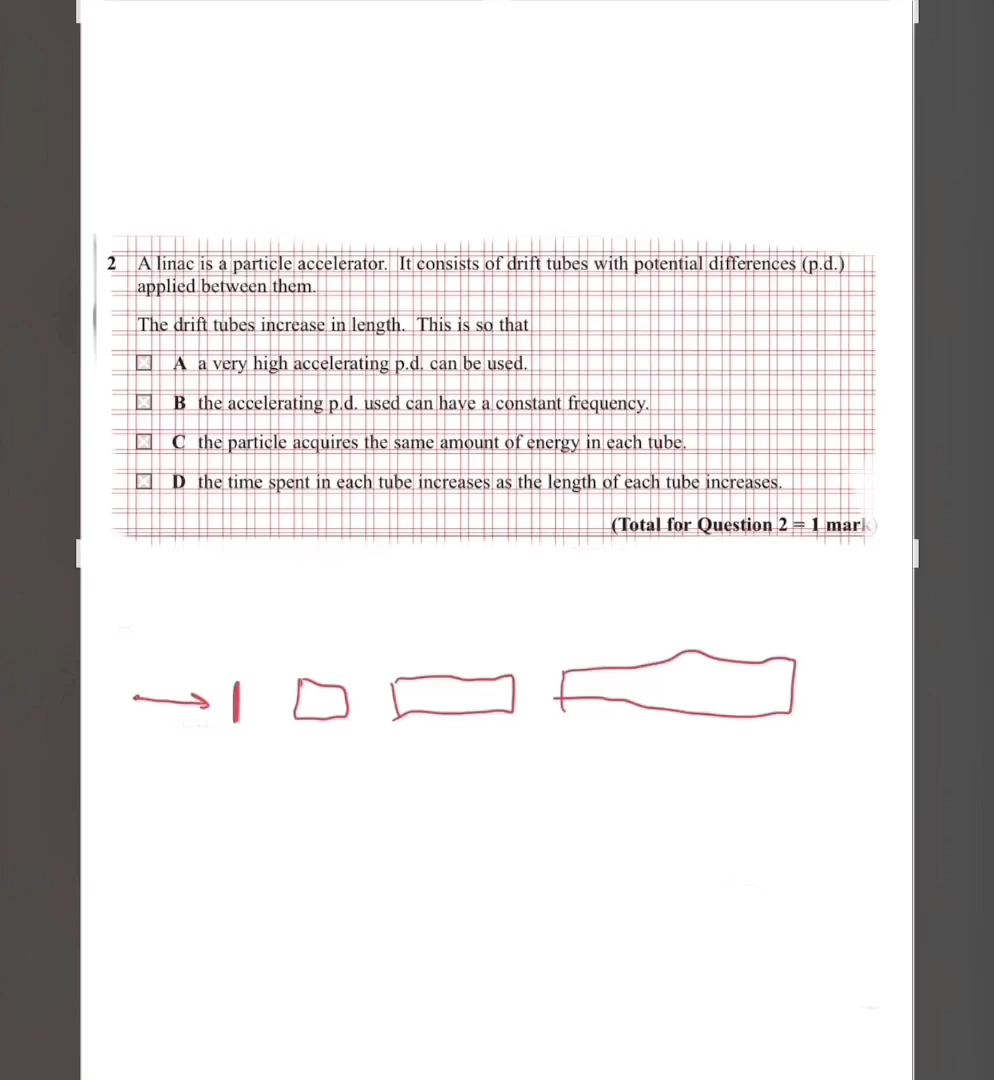 2 A linac is a particle accelerator. It consists of drift tubes with potential differences (p.d.)
applied between them.
The drift tubes increase in length. This is so that
A a very high accelerating p.d. can be used.
B the accelerating p.d. used can have a constant frequency.
C the particle acquires the same amount of energy in each tube.
D the time spent in each tube increases as the length of each tube increases.
(Total for Question 2 = 1 mark)